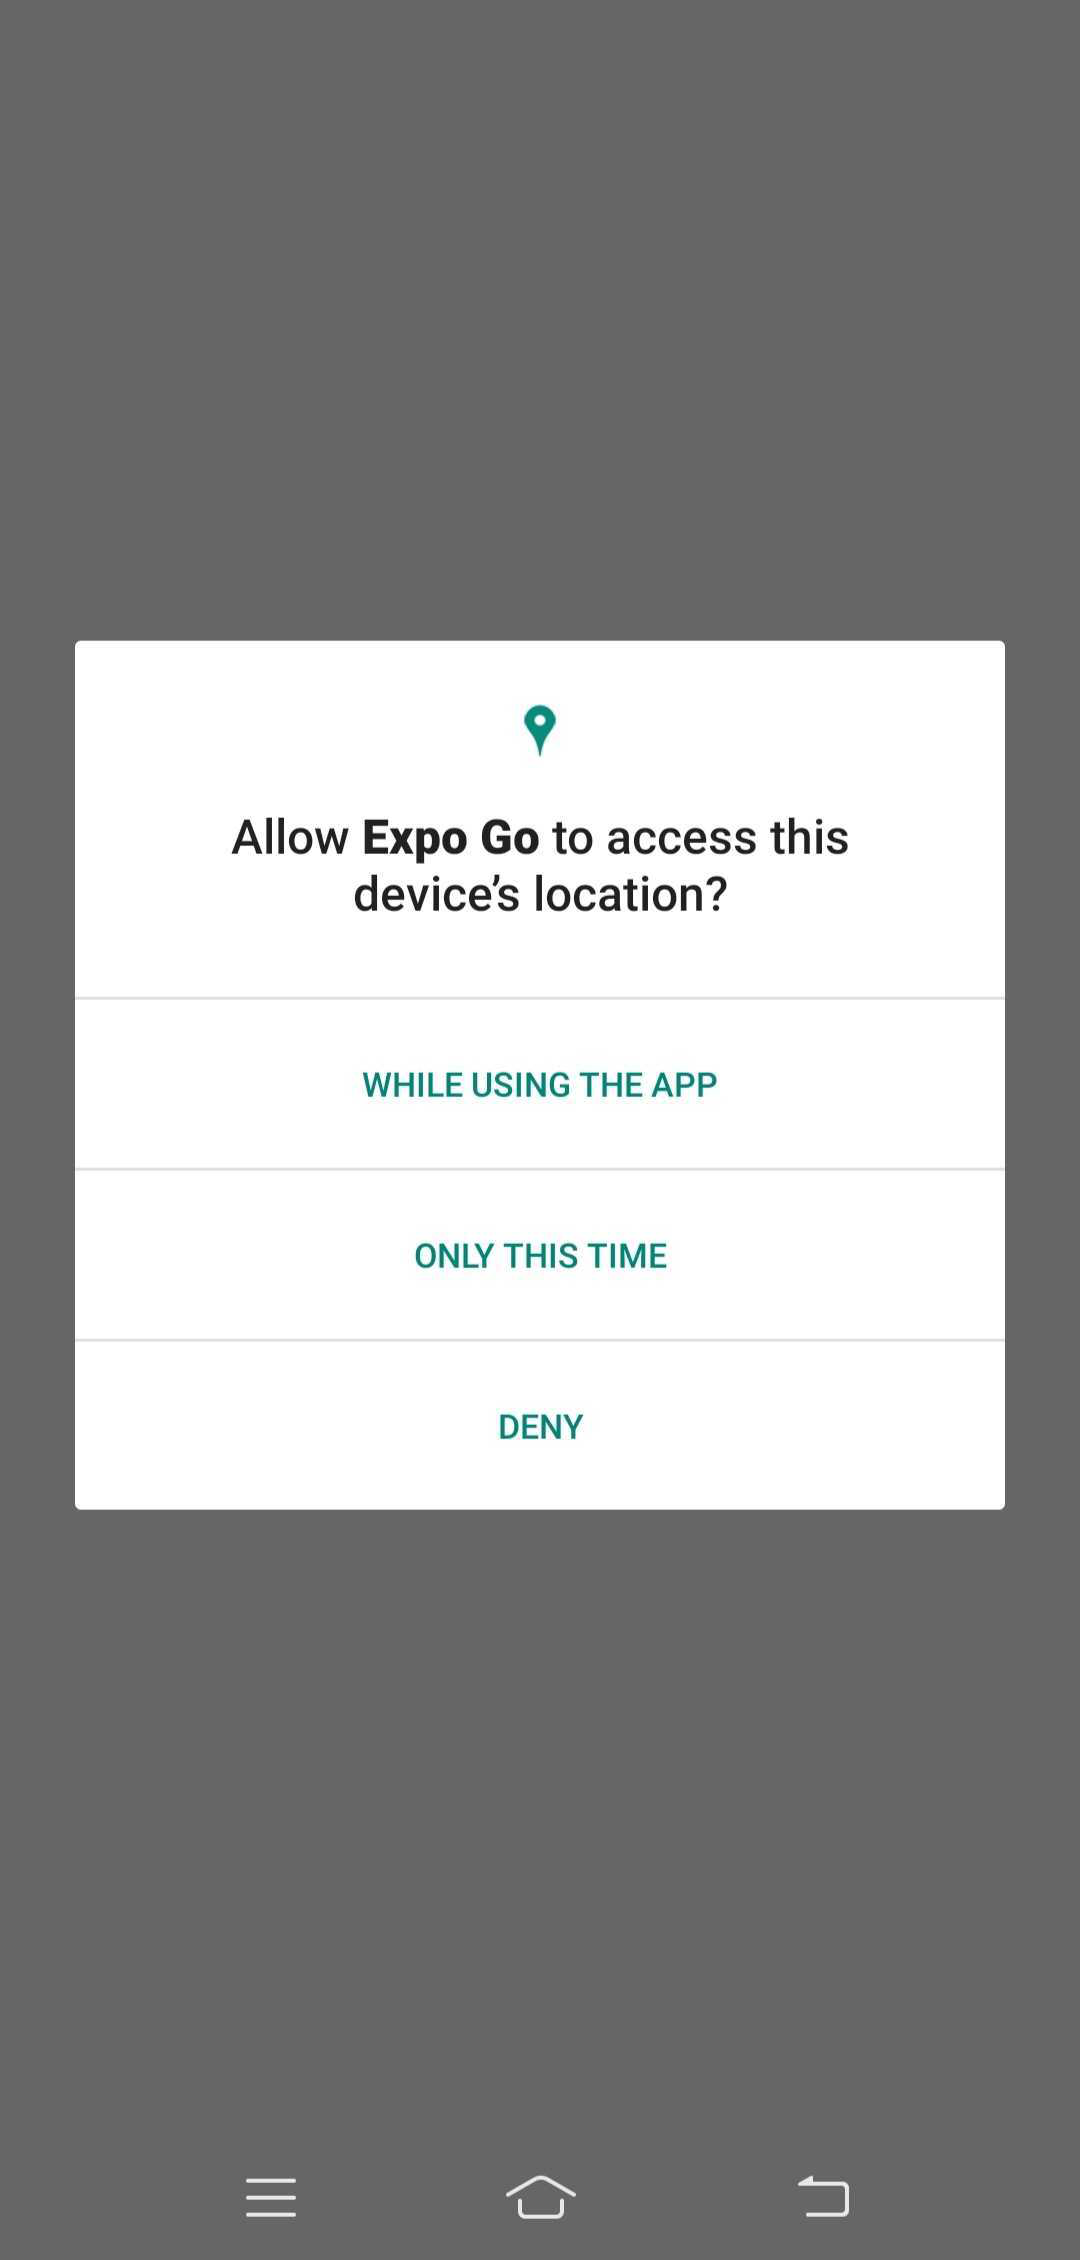 Allow Expo Go to access this
device’s location?
WHILE USING THE APP
ONLY THIS TIME
DENY